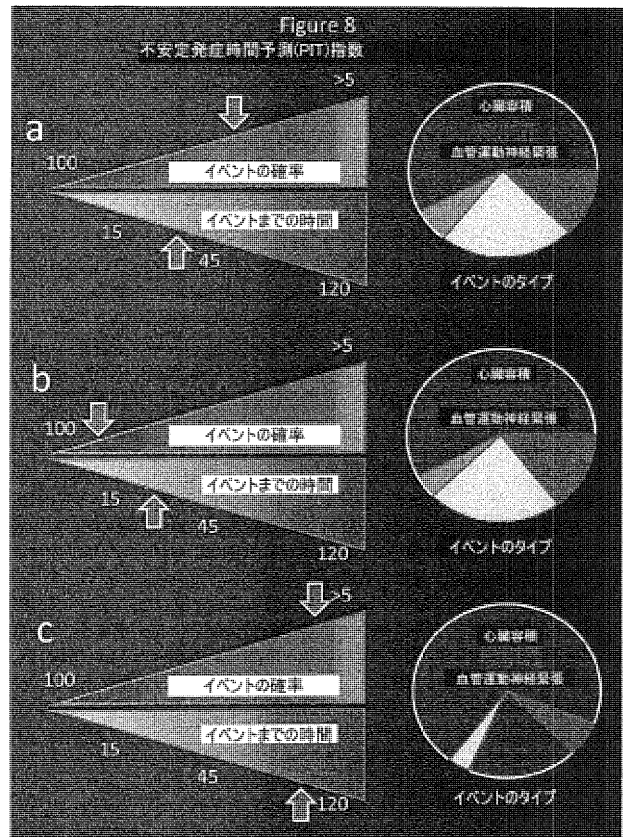 Figure 8
不安定発症時間予測(PIT)指数
a
>5
100
イベントの確率
イベントまでの時間
15
45
120
心臓容積
血管運動神経緊張
イベントのタイプ
b
>5
100
イベントの確率
イベントまでの時間
15
45
120
心臓容積
血管運動神経緊張
イベントのタイプ
c
>5
100
イベントの確率
イベントまでの時間
15
45
120
心臓容積
血管運動神経緊張
イベントのタイプ